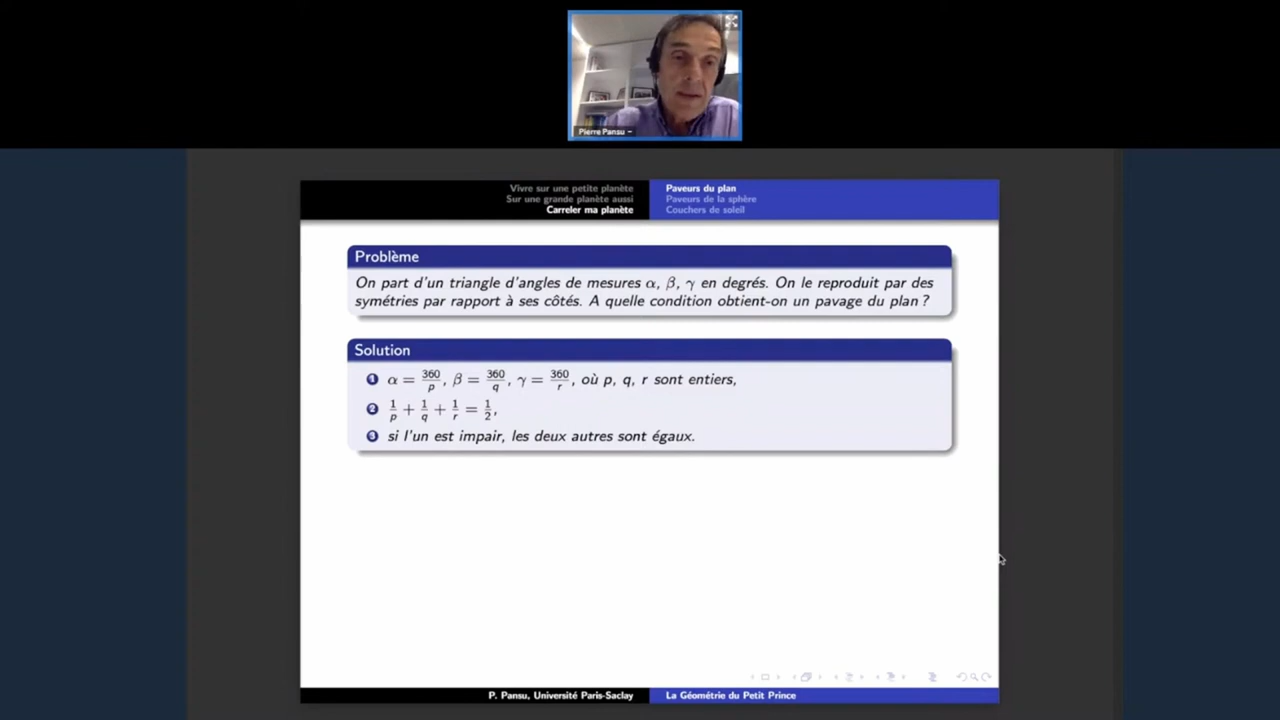 Pierre Pansu
Vivre sur une petite planète
Sur une grande planète aussi
Carreler ma planète
Paveurs du plan
Paveurs de la sphère
Couchers de soleil
Problème
On part d'un triangle d'angles de mesures α, β, γ en degrés. On le reproduit par des
symétries par rapport à ses côtés. A quelle condition obtient-on un pavage du plan ?
Solution
1 α = 360/p, β = 360/q, γ = 360/r, où p, q, r sont entiers,
2 1/p + 1/q + 1/r = 1/2,
3 si l'un est impair, les deux autres sont égaux.
P. Pansu, Université Paris-Saclay
La Géométrie du Petit Prince